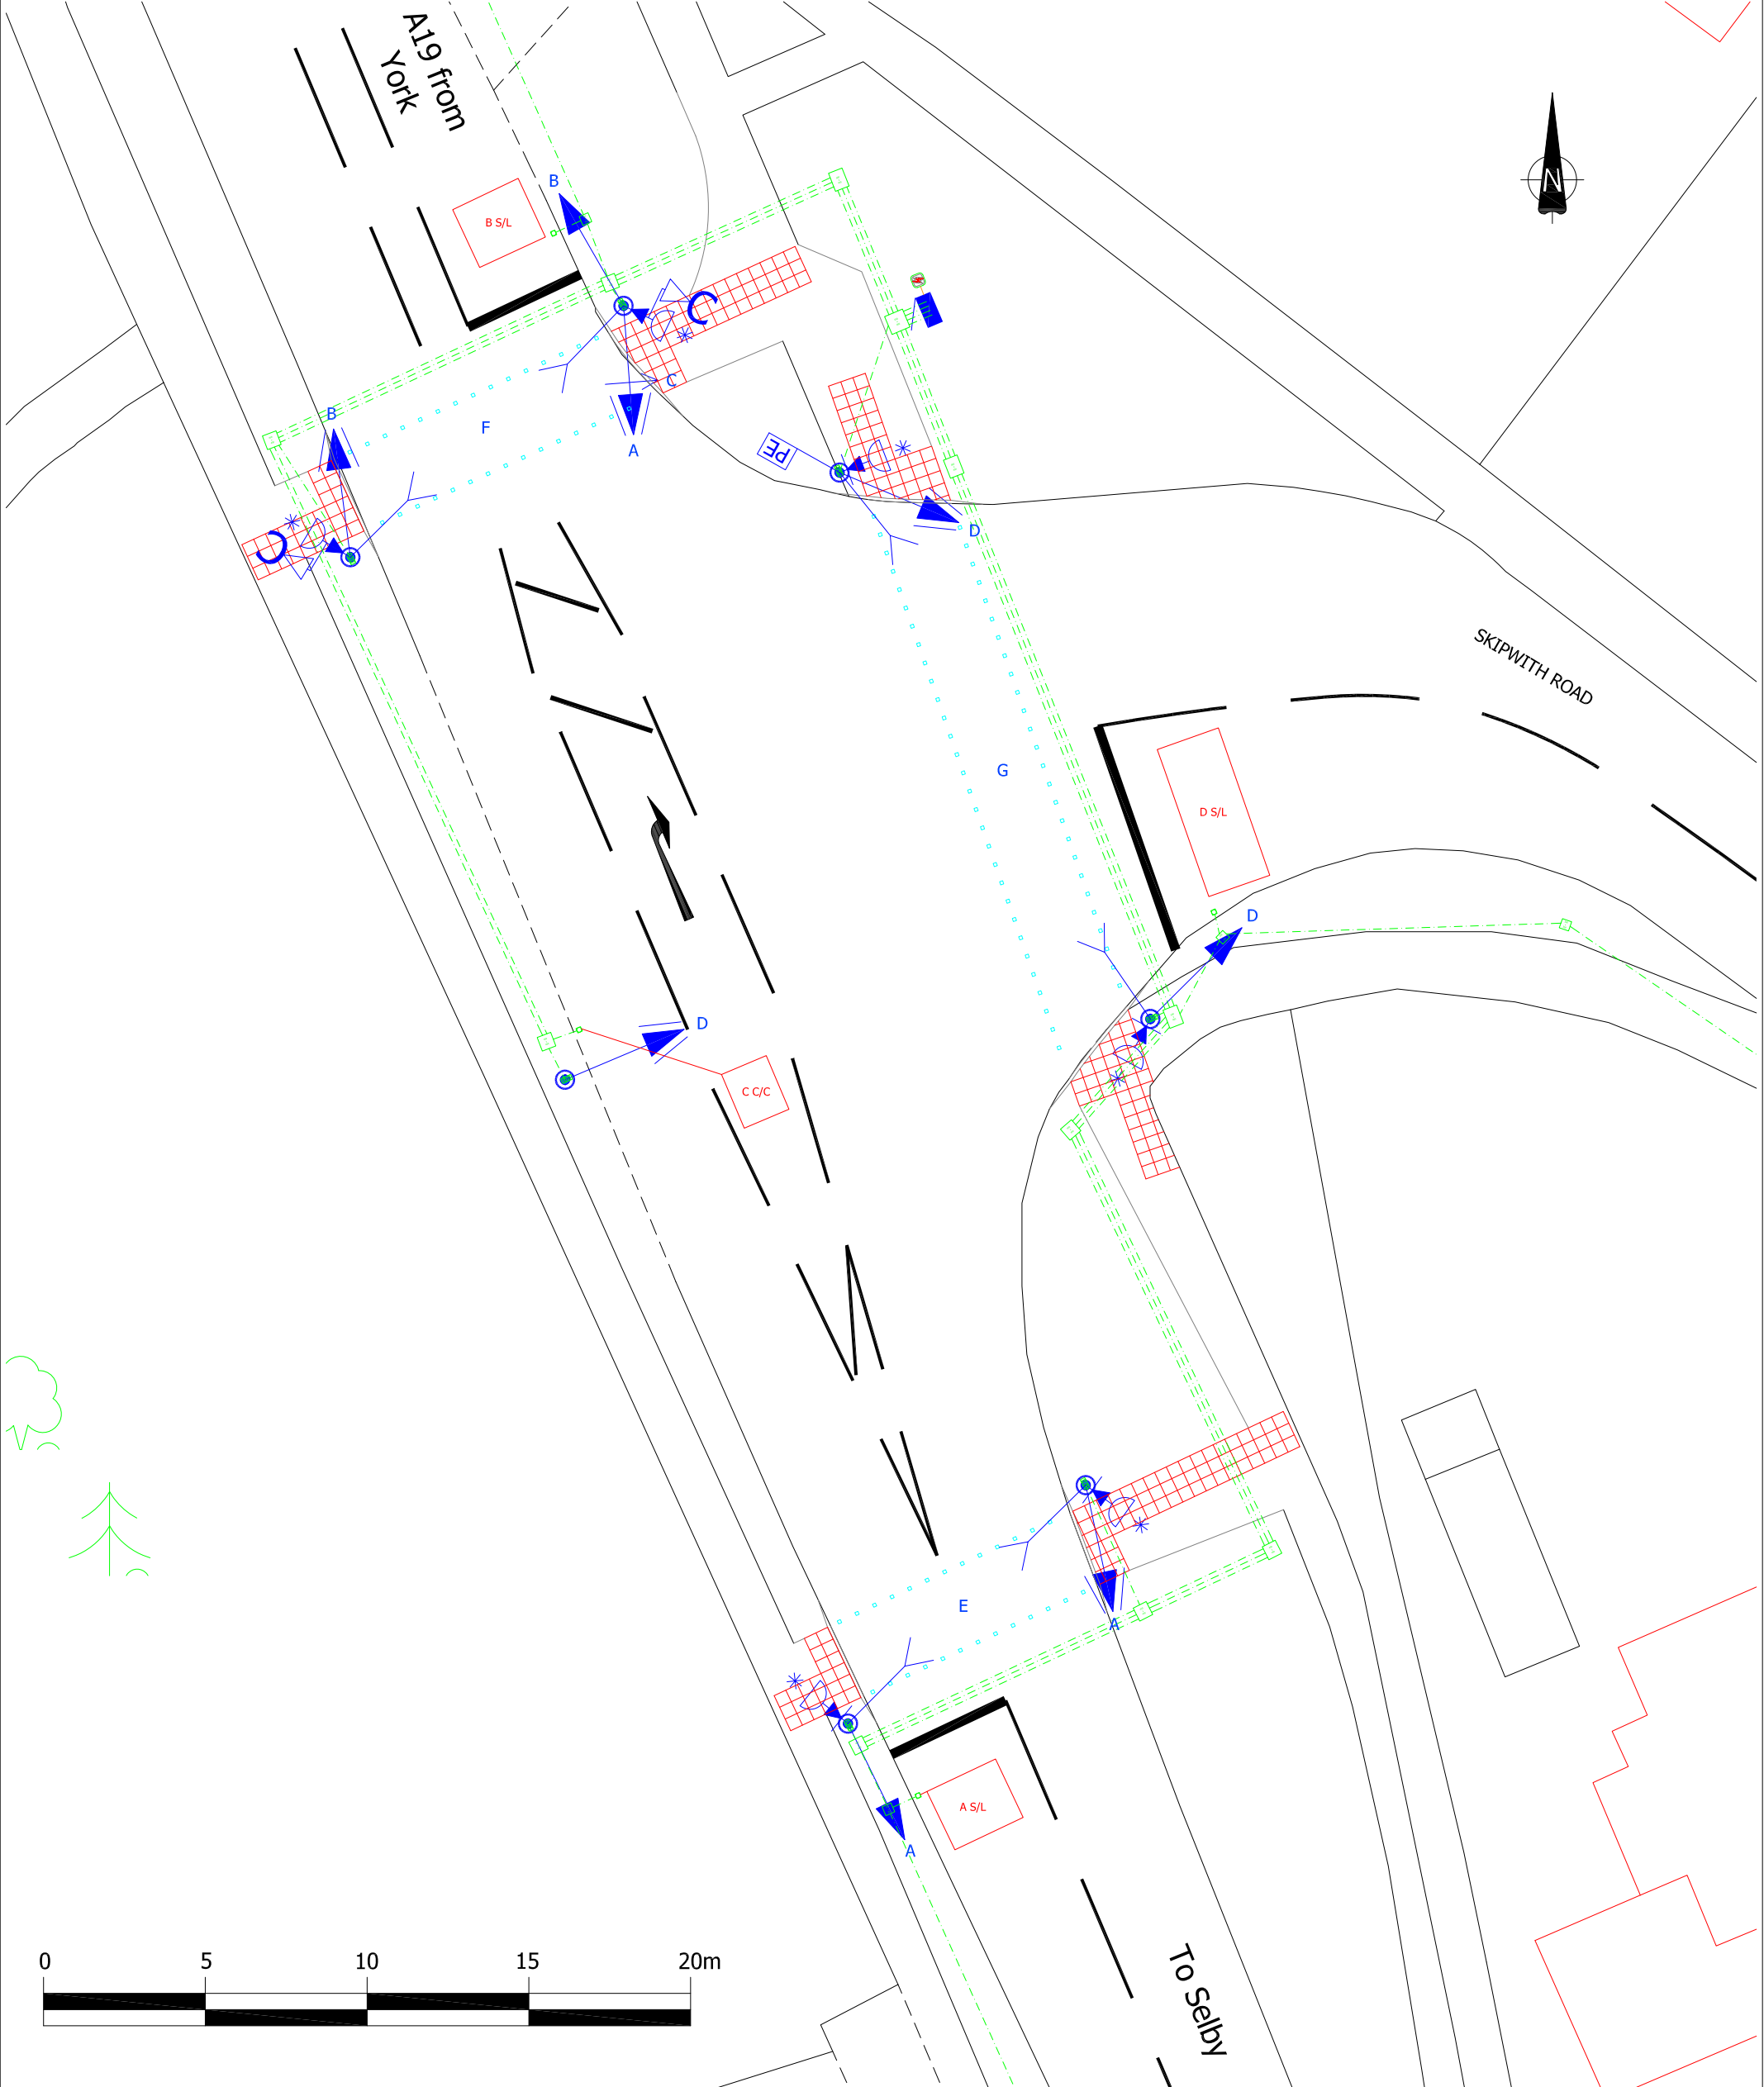 A19 from
York
N
B
B S/L
C
C
A
B
F
PE
D
C
SKIPWITH ROAD
G
D S/L
D
D
C C/C
E
A
A S/L
A
0 5 10 15 20m
To Selby